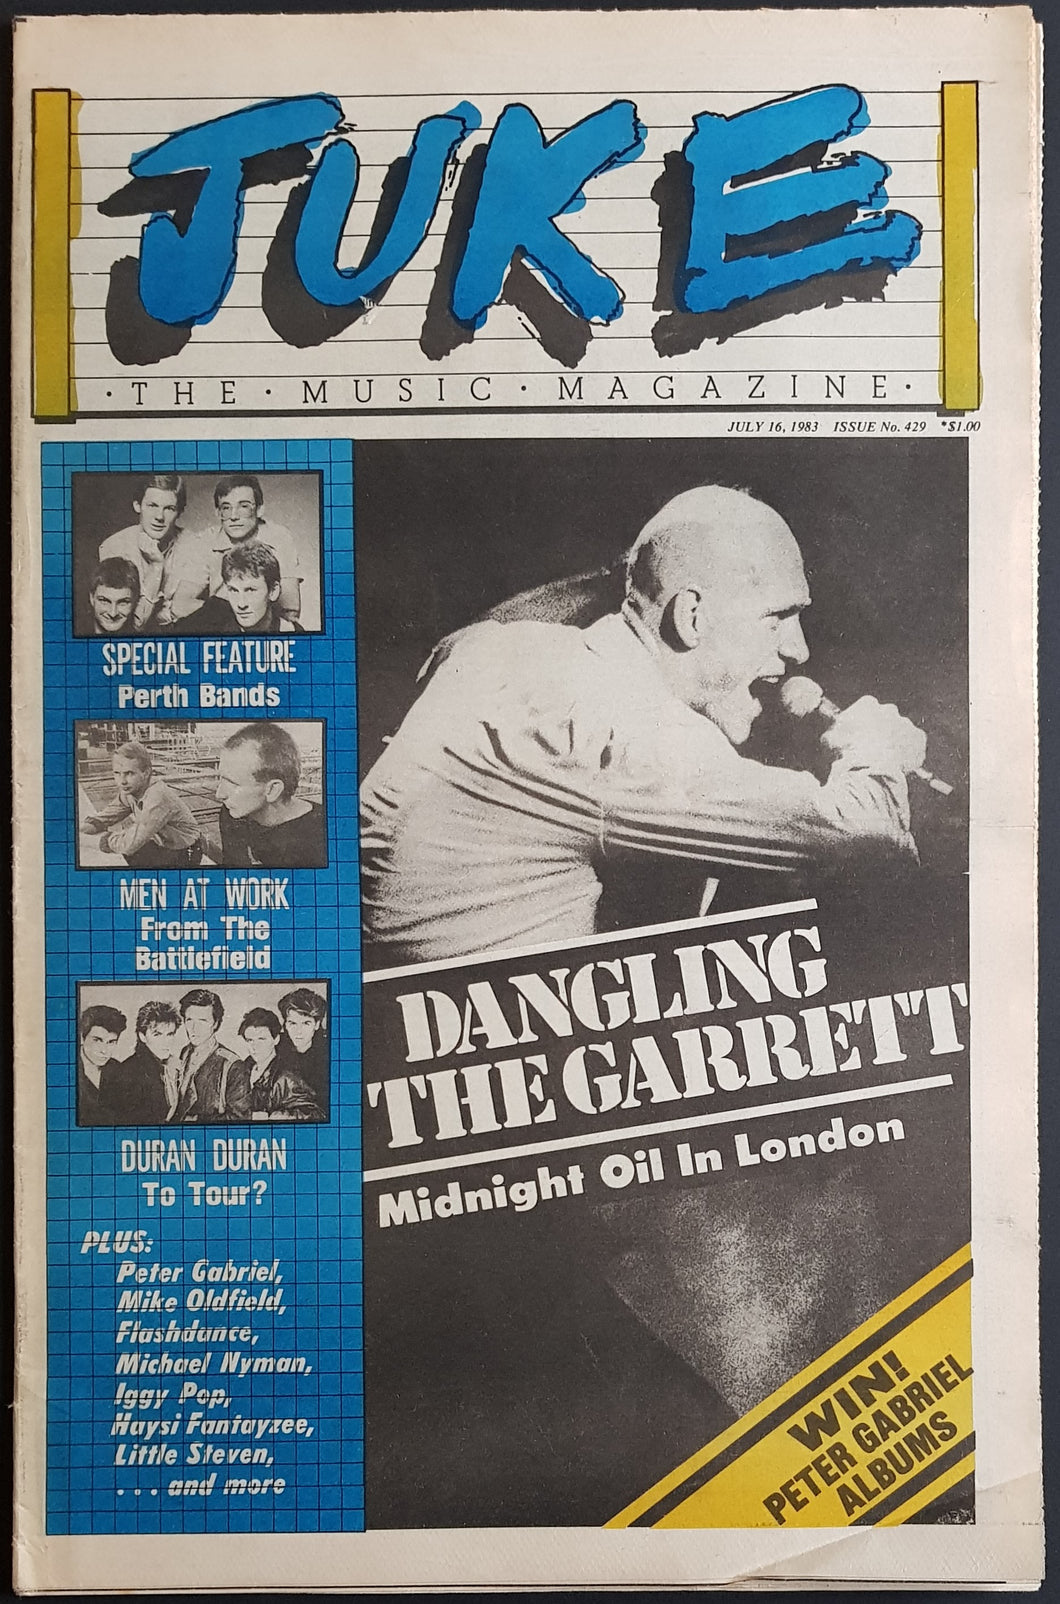 JUKE
·THE·MUSIC·MAGAZINE·
JULY 16, 1983 ISSUE No. 429 *$1.00
SPECIAL FEATURE
Perth Bands
MEN AT WORK
From The
Battlefield
DURAN DURAN
To Tour?
PLUS:
Peter Gabriel,
Mike Oldfield,
Flashdance,
Michael Nyman,
Iggy Pop,
Haysi Fantayzee,
Little Steven,
. . . and more
DANGLING
THE GARRETT
Midnight Oil In London
WIN!
PETER GABRIEL
ALBUMS